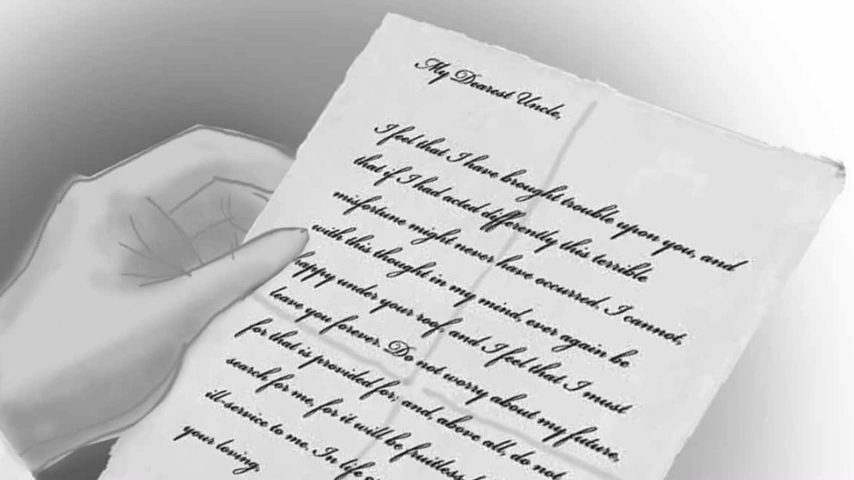 My Dearest Uncle,
I feel that I have brought trouble upon you, and
that if I had acted differently this terrible
misfortune might never have occurred. I cannot,
with this thought in my mind, ever again be
happy under your roof, and I feel that I must
leave you forever. Do not worry about my future,
for that is provided for; and, above all, do not
search for me, for it will be fruitless
ill-service to me. In life
your loving,